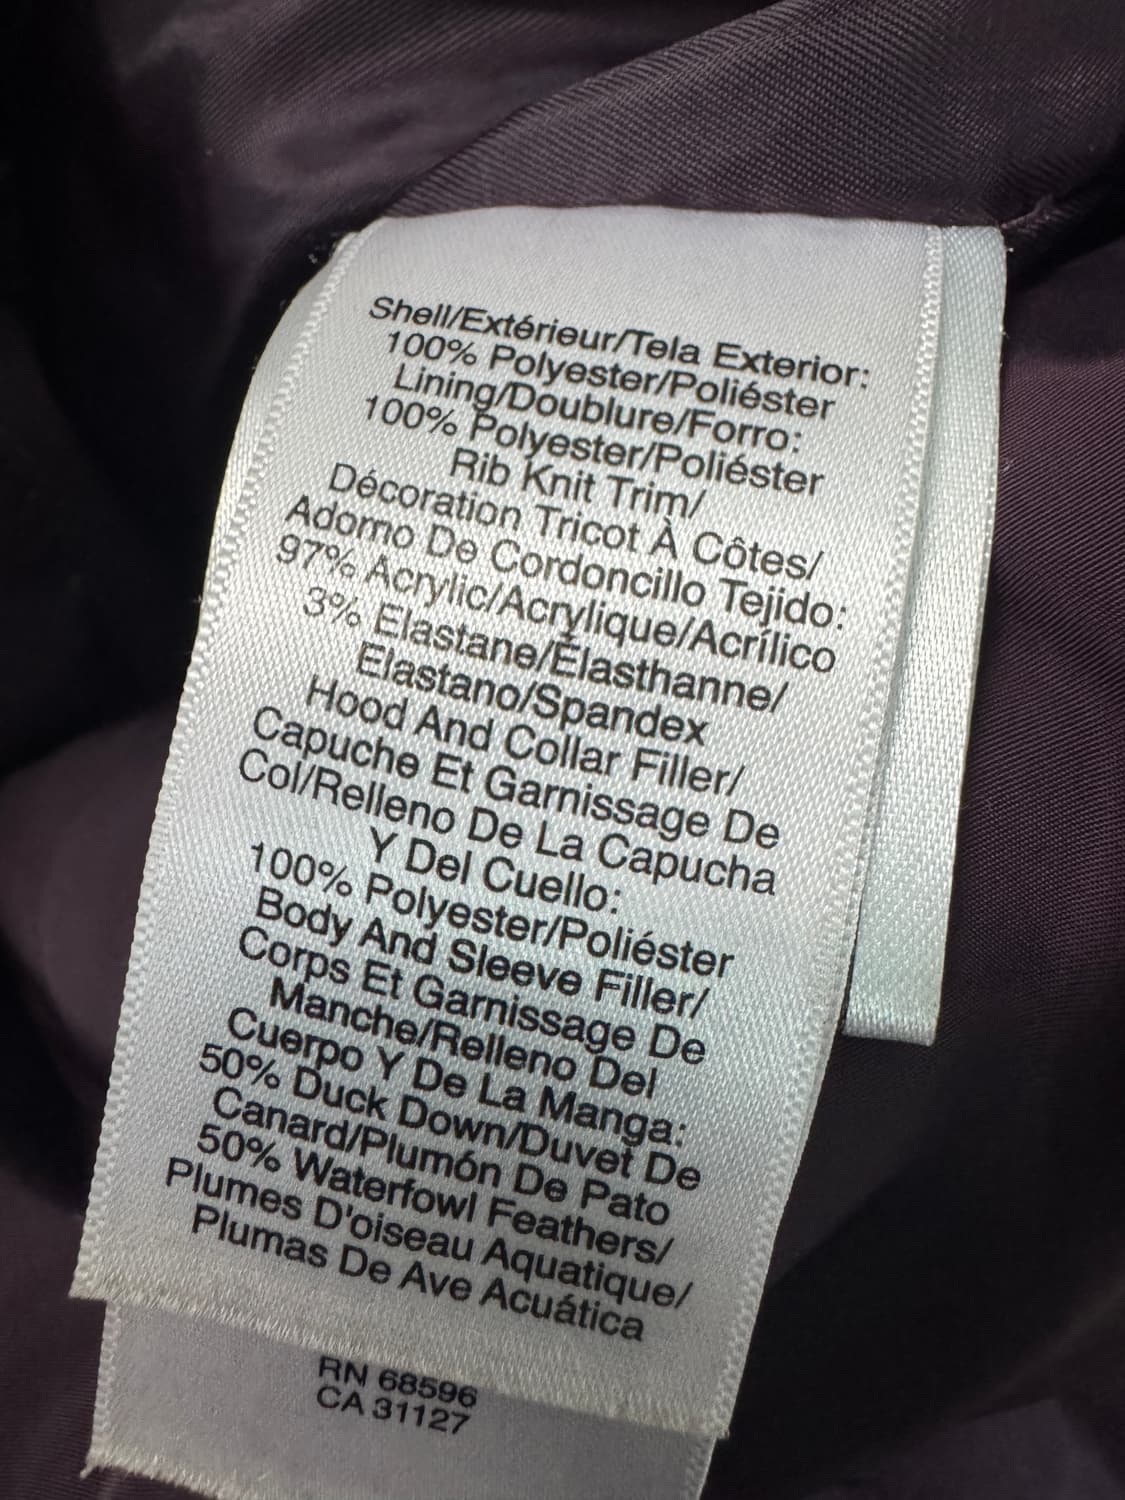 Shell/Extérieur/Tela Exterior:
100% Polyester/Poliéster
Lining/Doublure/Forro:
100% Polyester/Poliéster
Rib Knit Trim/
Décoration Tricot À Côtes/
Adorno De Cordoncillo Tejido:
97% Acrylic/Acrylique/Acrílico
3% Elastane/Élasthanne/
Elastano/Spandex
Hood And Collar Filler/
Capuche Et Garnissage De
Col/Relleno De La Capucha
Y Del Cuello:
100% Polyester/Poliéster
Body And Sleeve Filler/
Corps Et Garnissage De
Manche/Relleno Del
Cuerpo Y De La Manga:
50% Duck Down/Duvet De
Canard/Plumón De Pato
50% Waterfowl Feathers/
Plumes D'oiseau Aquatique/
Plumas De Ave Acuática
RN 68596
CA 31127